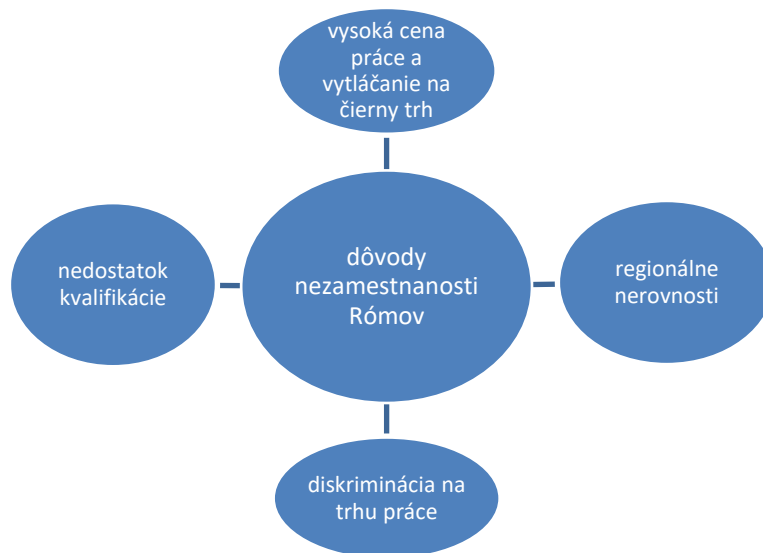 vysoká cena
práce a
vytláčanie na
čierny trh
nedostatok
kvalifikácie
dôvody
nezamestnanosti
Rómov
regionálne
nerovnosti
diskriminácia na
trhu práce